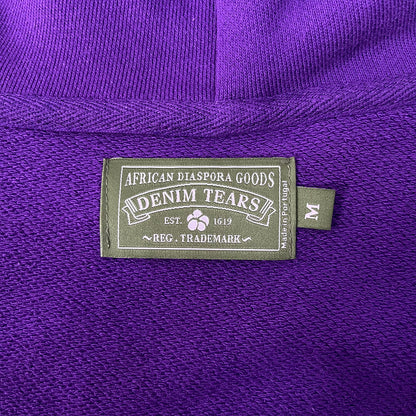 AFRICAN DIASPORA GOODS
DENIM TEARS
EST. 1619
~REG. TRADEMARK~
Made in Portugal
M